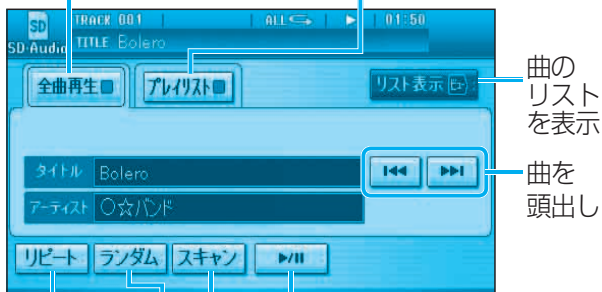 SD TRACK 001 ALL 01:50
SD-Audio TITLE Bolero
全曲再生 プレイリスト リスト表示
曲の
リスト
を表示
タイトル Bolero
アーティスト ○☆バンド
曲を
頭出し
リピート ランダム スキャン ▶/II